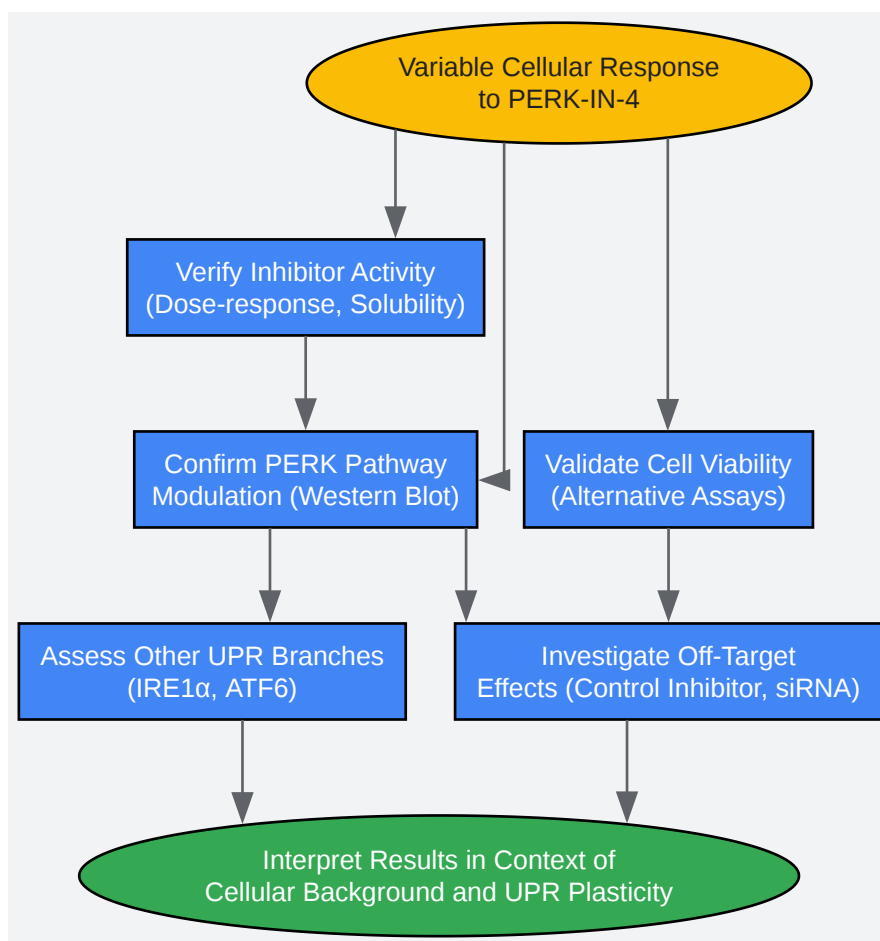 Variable Cellular Response
to PERK-IN-4
Verify Inhibitor Activity
(Dose-response, Solubility)
Confirm PERK Pathway
Modulation (Western Blot)
Validate Cell Viability
(Alternative Assays)
Assess Other UPR Branches
(IRE1α, ATF6)
Investigate Off-Target
Effects (Control Inhibitor, siRNA)
Interpret Results in Context of
Cellular Background and UPR Plasticity